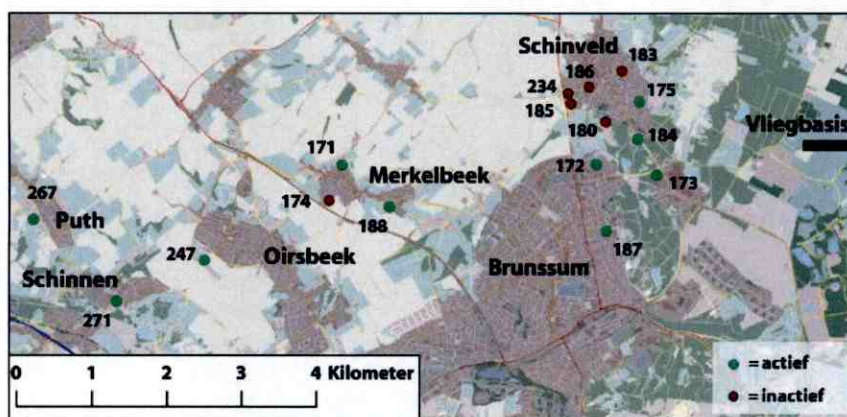 Schinveld
183
186
234
175
185
180
184
Vliegbasis
171
172
Merkelbeek
173
174
267
188
Puth
187
247
Oirsbeek
Brunssum
Schinnen
271
0 1 2 3 4 Kilometer
= actief
= inactief